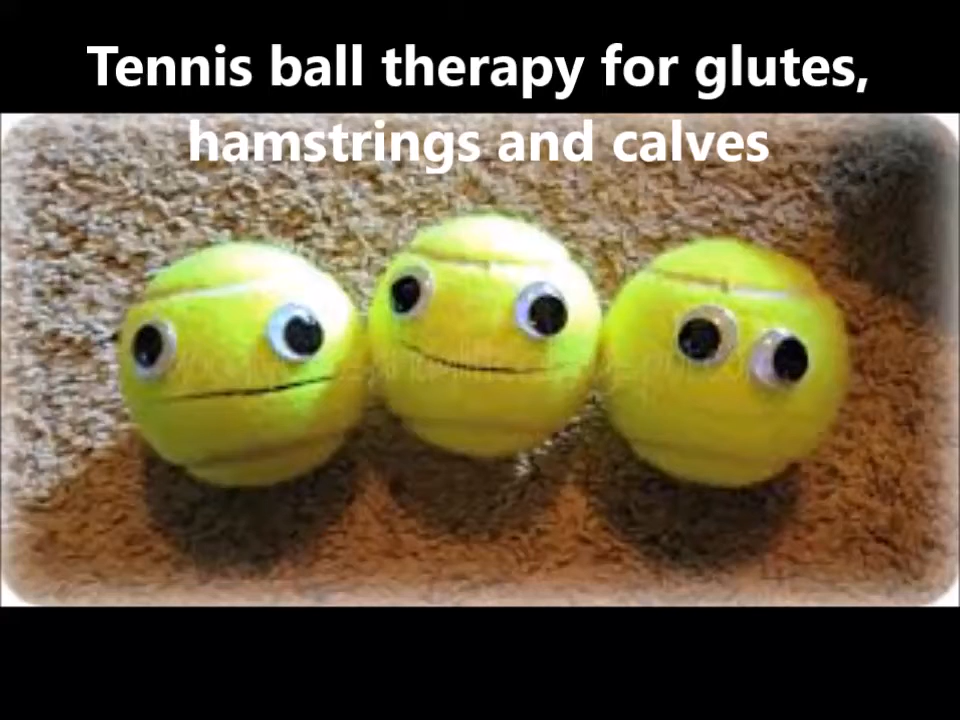 Tennis ball therapy for glutes,
hamstrings and calves